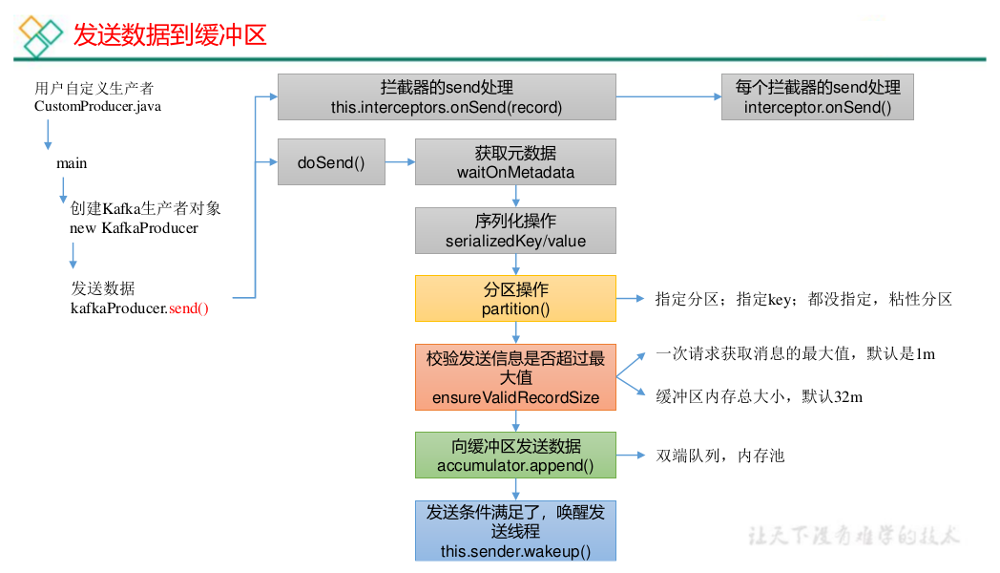 发送数据到缓冲区
用户自定义生产者
CustomProducer.java
main
创建Kafka生产者对象
new KafkaProducer
发送数据
kafkaProducer.send()
拦截器的send处理
this.interceptors.onSend(record)
每个拦截器的send处理
interceptor.onSend()
doSend()
获取元数据
waitOnMetadata
序列化操作
serializedKey/value
分区操作
partition()
指定分区；指定key；都没指定，粘性分区
校验发送信息是否超过最
大值
ensureValidRecordSize
一次请求获取消息的最大值，默认是1m
缓冲区内存总大小，默认32m
向缓冲区发送数据
accumulator.append()
双端队列，内存池
发送条件满足了，唤醒发
送线程
this.sender.wakeup()
让天下没有难学的技术